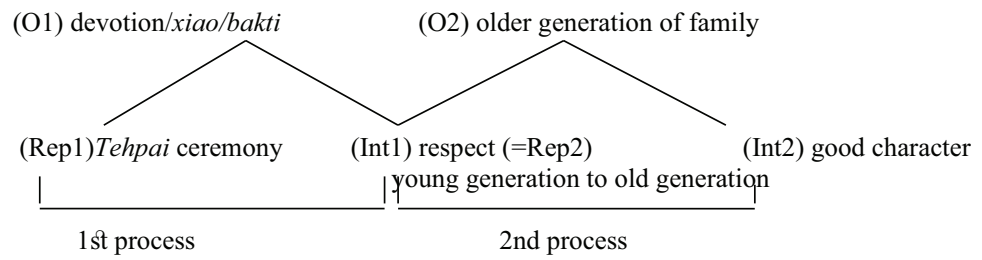 (O1) devotion/xiao/bakti (O2) older generation of family
(Rep1)Tehpai ceremony (Int1) respect (=Rep2) (Int2) good character
young generation to old generation
1st process 2nd process